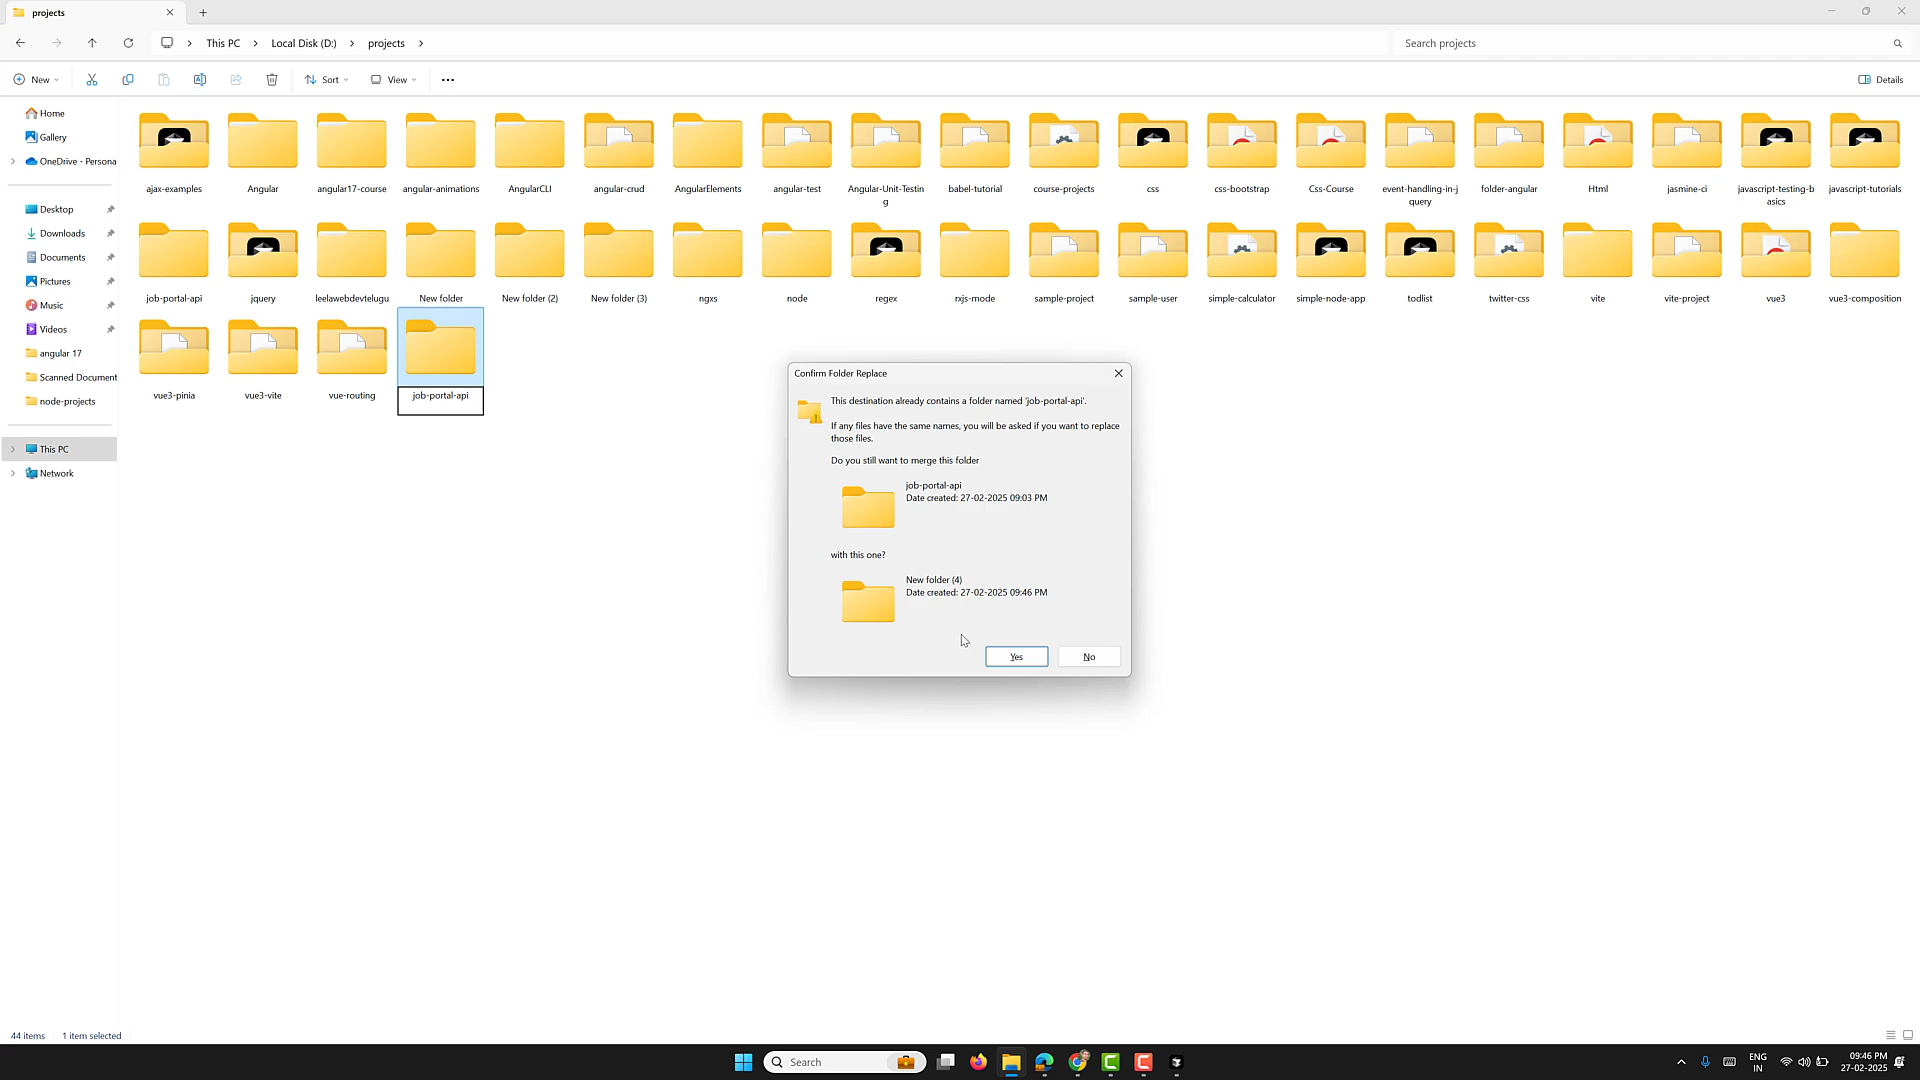 projects
This PC
Local Disk (D:)
projects
Search projects
New
Sort
View
Details
Home
Gallery
OneDrive - Persona
Desktop
Downloads
Documents
Pictures
Music
Videos
angular 17
Scanned Document
node-projects
This PC
Network
ajax-examples
Angular
angular17-course
angular-animations
AngularCLI
angular-crud
AngularElements
angular-test
Angular-Unit-Testin
g
babel-tutorial
course-projects
css
css-bootstrap
Css-Course
event-handling-in-j
query
folder-angular
Html
jasmine-ci
javascript-testing-b
asics
javascript-tutorials
job-portal-api
jquery
leelawebdevtelugu
New folder
New folder (2)
New folder (3)
ngxs
node
regex
rxjs-mode
sample-project
sample-user
simple-calculator
simple-node-app
todlist
twitter-css
vite
vite-project
vue3
vue3-composition
vue3-pinia
vue3-vite
vue-routing
job-portal-api
Confirm Folder Replace
This destination already contains a folder named 'job-portal-api'.
If any files have the same names, you will be asked if you want to replace
those files.
Do you still want to merge this folder
job-portal-api
Date created: 27-02-2025 09:03 PM
with this one?
New folder (4)
Date created: 27-02-2025 09:46 PM
Yes
No
44 items
1 item selected
Search
ENG
IN
09:46 PM
27-02-2025